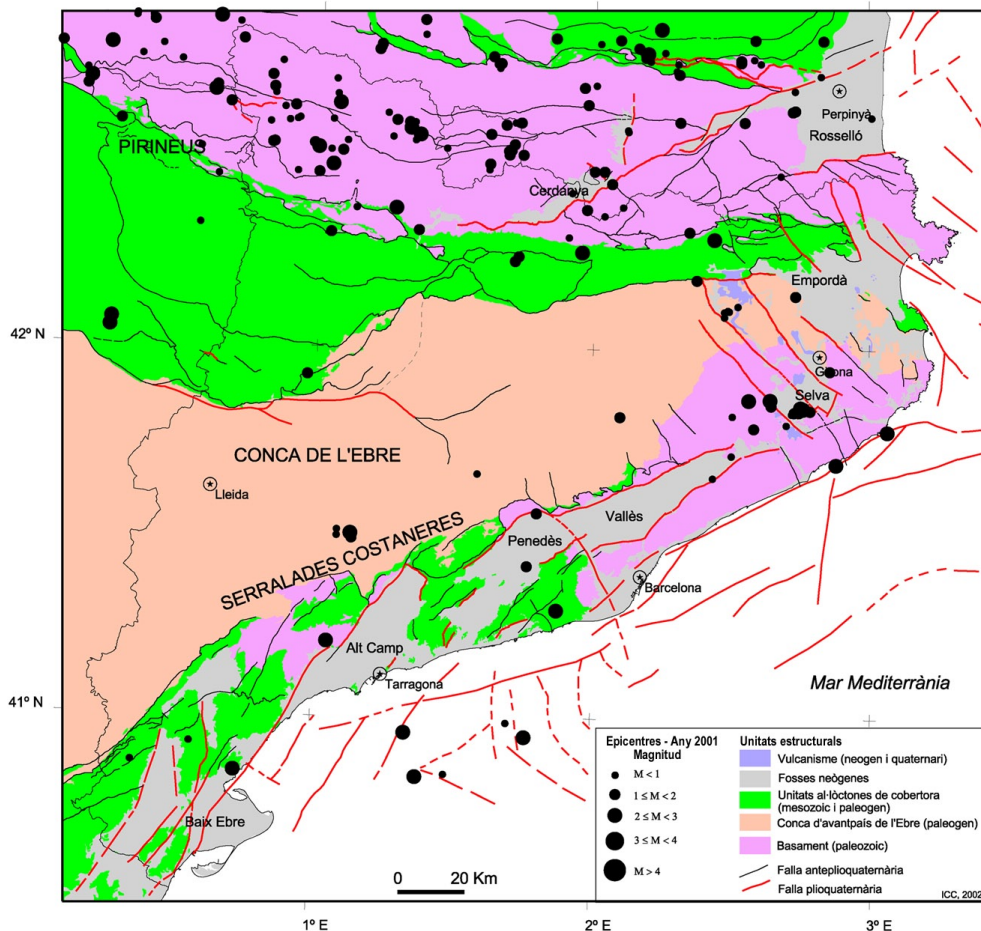 Perpinyà
Rosselló
PIRINEUS
Cerdanya
Empordà
42º N
Girona
Selva
CONCA DE L'EBRE
Lleida
Vallès
Penedès
SERRALADES COSTANERES
Barcelona
Alt Camp
Tarragona
Mar Mediterrània
41º N
Baix Ebre
Epicentres - Any 2001
Magnitud
M < 1
1 ≤ M < 2
2 ≤ M < 3
3 ≤ M < 4
M > 4
Unitats estructurals
Vulcanisme (neogen i quaternari)
Fosses neògenes
Unitats al·lòctones de cobertora
(mesozoic i paleogen)
Conca d'avantpaís de l'Ebre (paleogen)
Basament (paleozoic)
Falla anteplioquaternària
Falla plioquaternària
ICC, 2002
0 20 Km
1º E
2º E
3º E